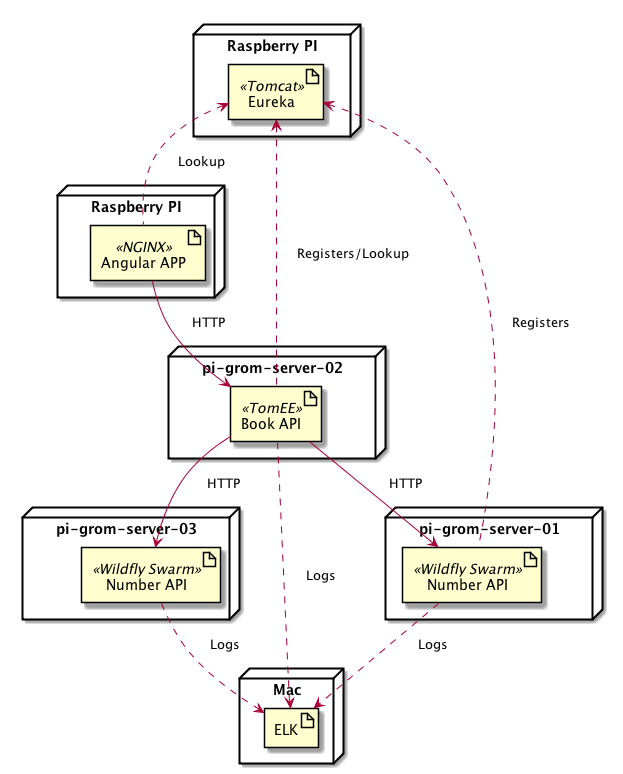 Raspberry PI
«Tomcat»
Eureka
Lookup
Raspberry PI
«NGINX»
Angular APP
Registers/Lookup
HTTP
Registers
pi-grom-server-02
«TomEE»
Book API
HTTP
HTTP
pi-grom-server-03
«Wildfly Swarm»
Number API
pi-grom-server-01
«Wildfly Swarm»
Number API
Logs
Logs
Logs
Mac
ELK